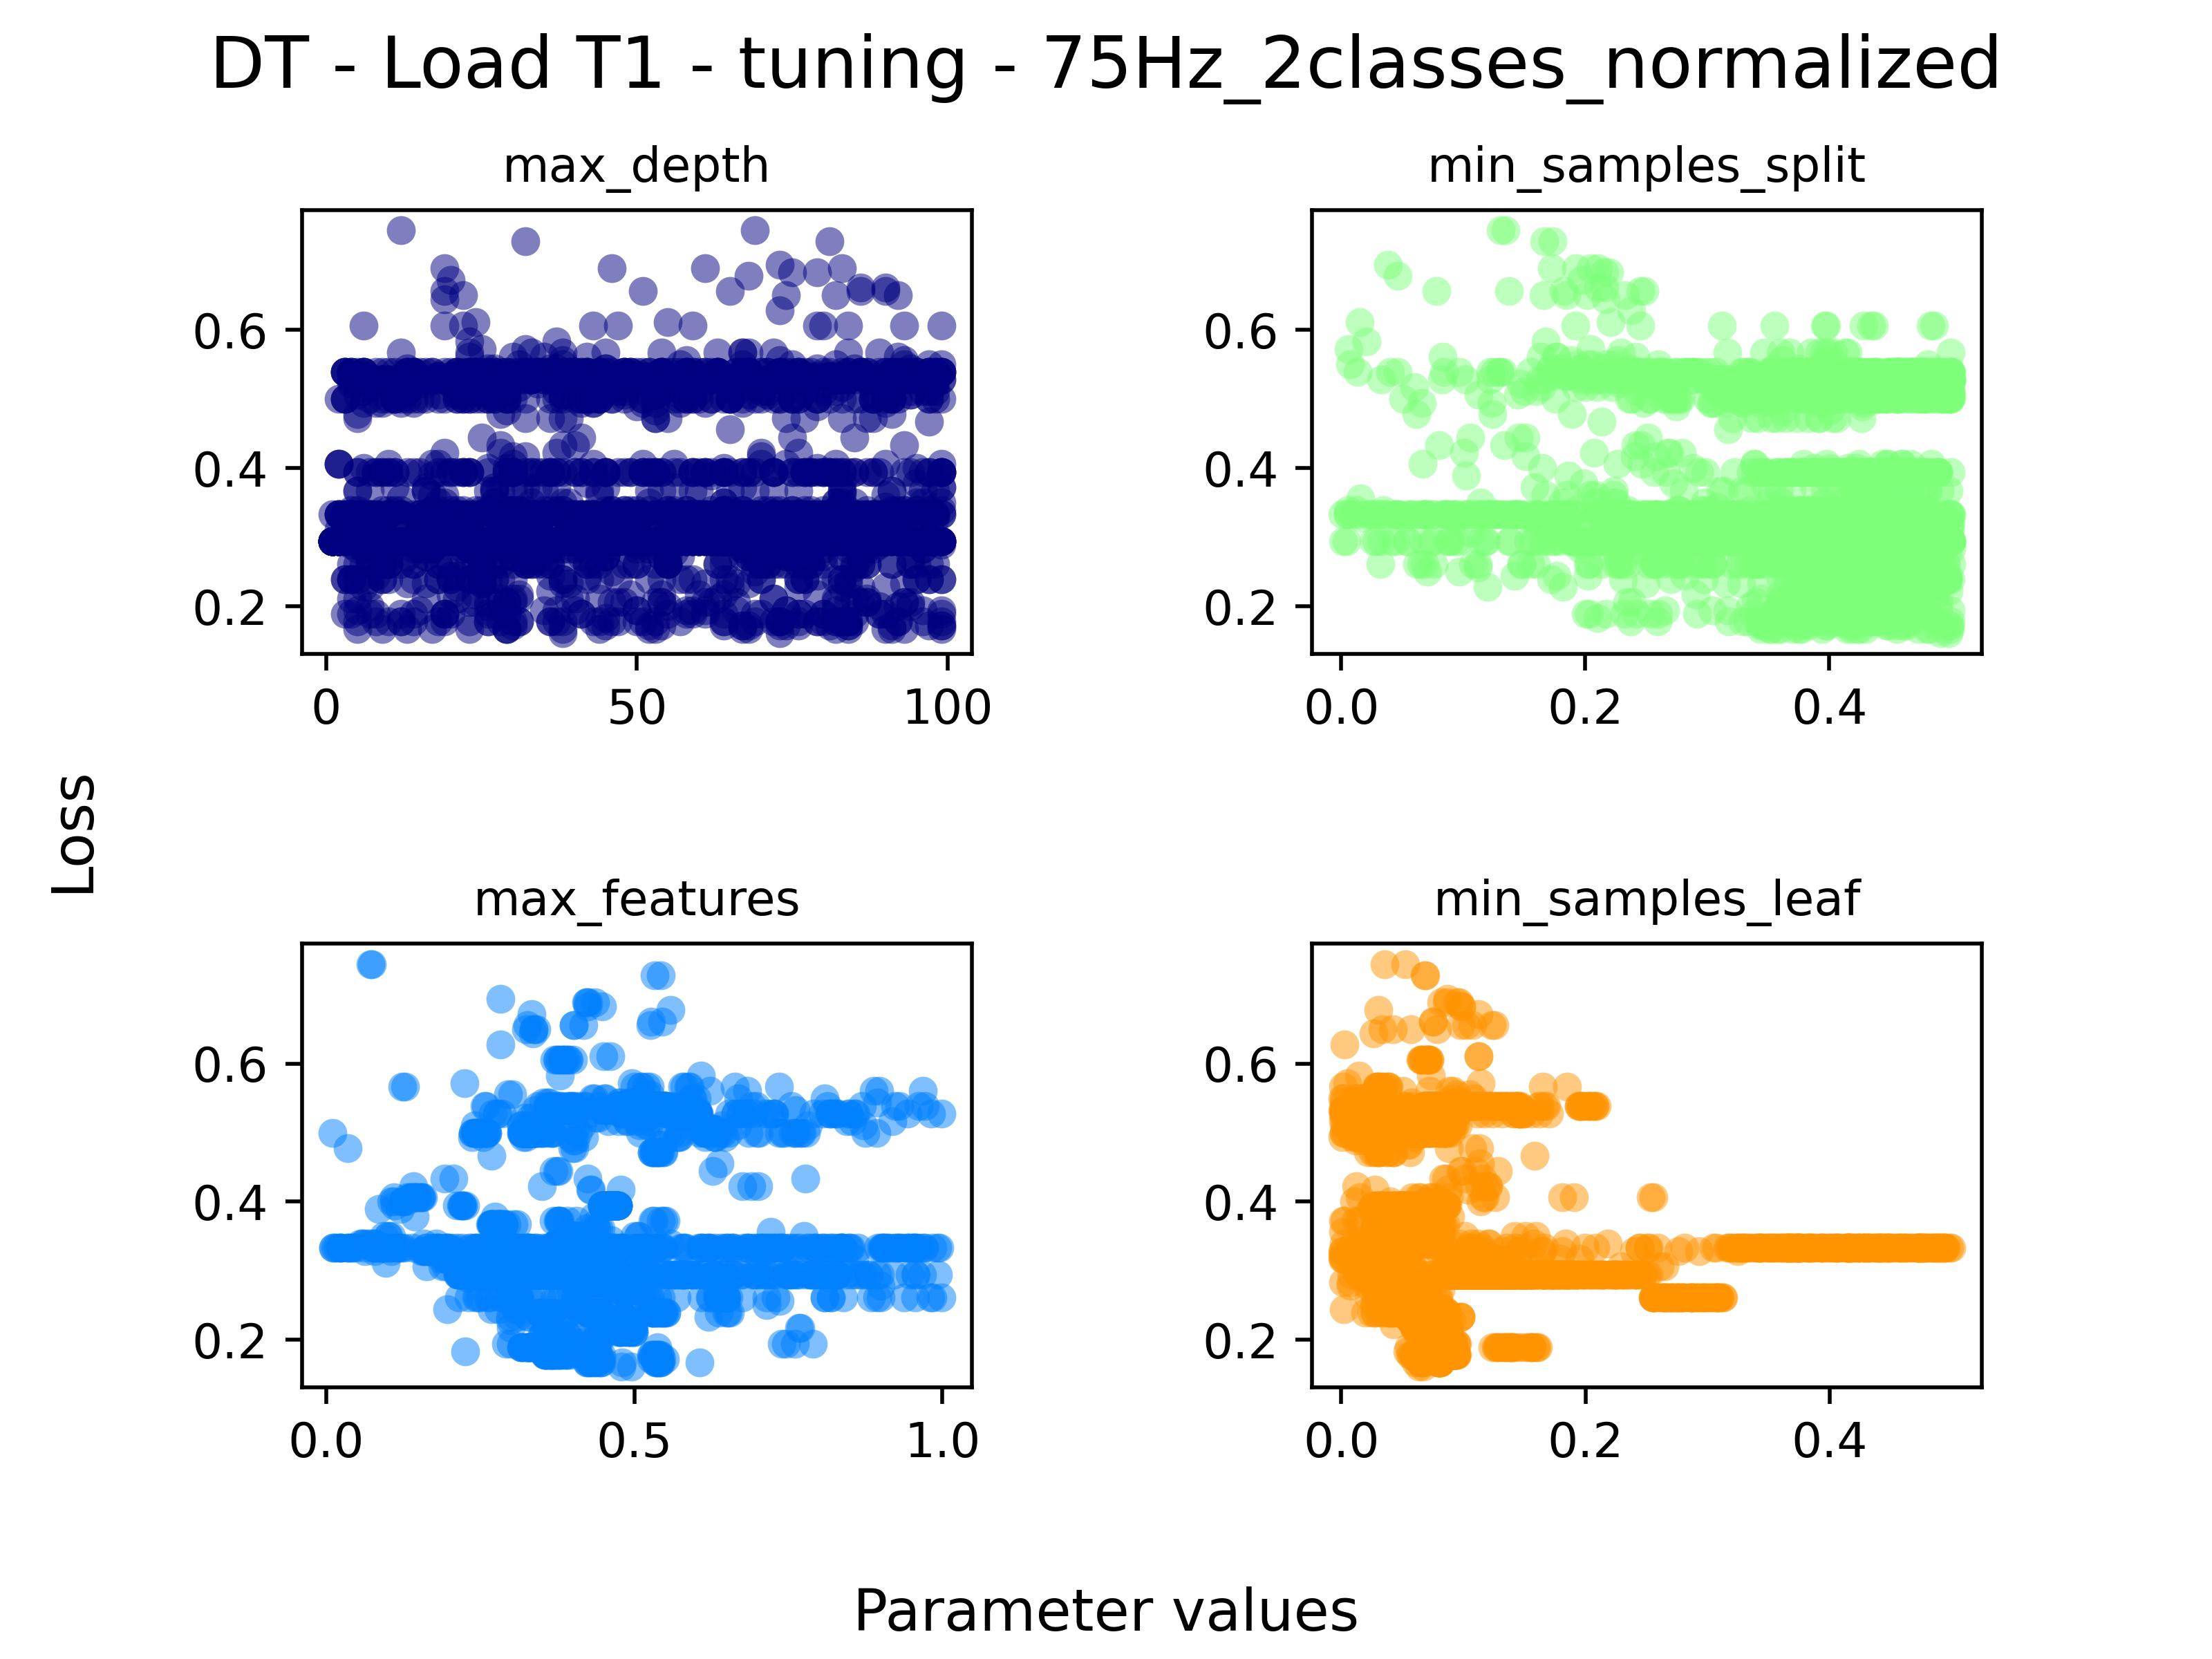 DT - Load T1 - tuning - 75Hz_2classes_normalized
max_depth
0.6
0.4
0.2
0 50 100
min_samples_split
0.6
0.4
0.2
0.0 0.2 0.4
Loss
max_features
0.6
0.4
0.2
0.0 0.5 1.0
min_samples_leaf
0.6
0.4
0.2
0.0 0.2 0.4
Parameter values